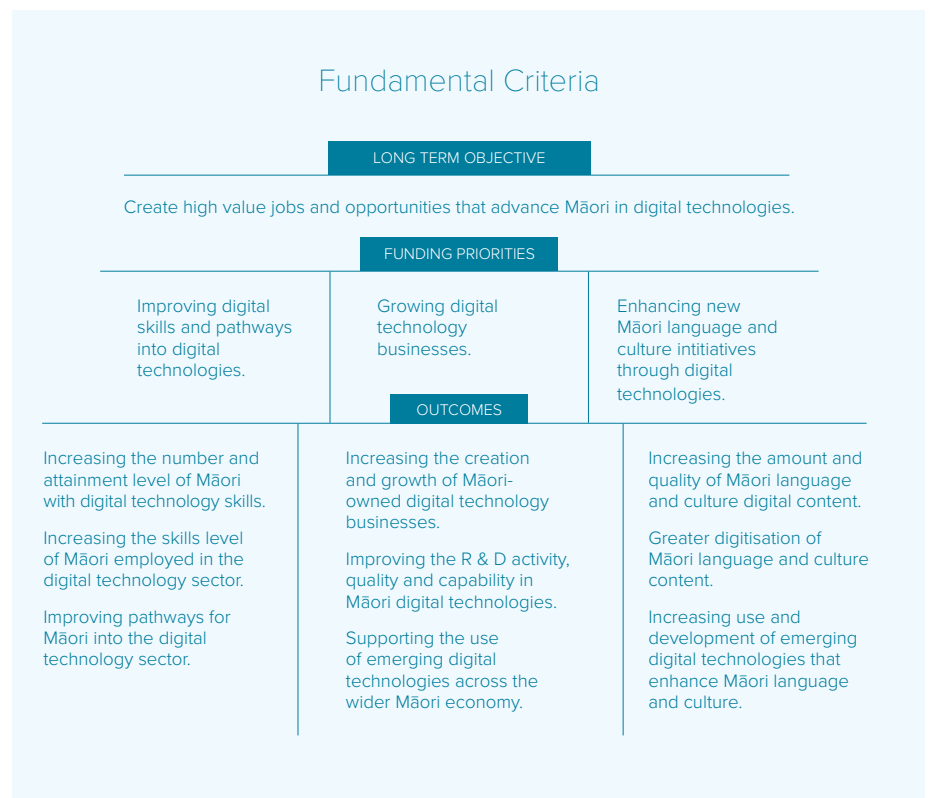 Fundamental Criteria
LONG TERM OBJECTIVE
Create high value jobs and opportunities that advance Māori in digital technologies.
FUNDING PRIORITIES
Improving digital
skills and pathways
into digital
technologies.
Growing digital
technology
businesses.
Enhancing new
Māori language and
culture intitiatives
through digital
technologies.
OUTCOMES
Increasing the number and
attainment level of Māori
with digital technology skills.
Increasing the skills level
of Māori employed in the
digital technology sector.
Improving pathways for
Māori into the digital
technology sector.
Increasing the creation
and growth of Māori-
owned digital technology
businesses.
Improving the R & D activity,
quality and capability in
Māori digital technologies.
Supporting the use
of emerging digital
technologies across the
wider Māori economy.
Increasing the amount and
quality of Māori language
and culture digital content.
Greater digitisation of
Māori language and culture
content.
Increasing use and
development of emerging
digital technologies that
enhance Māori language
and culture.